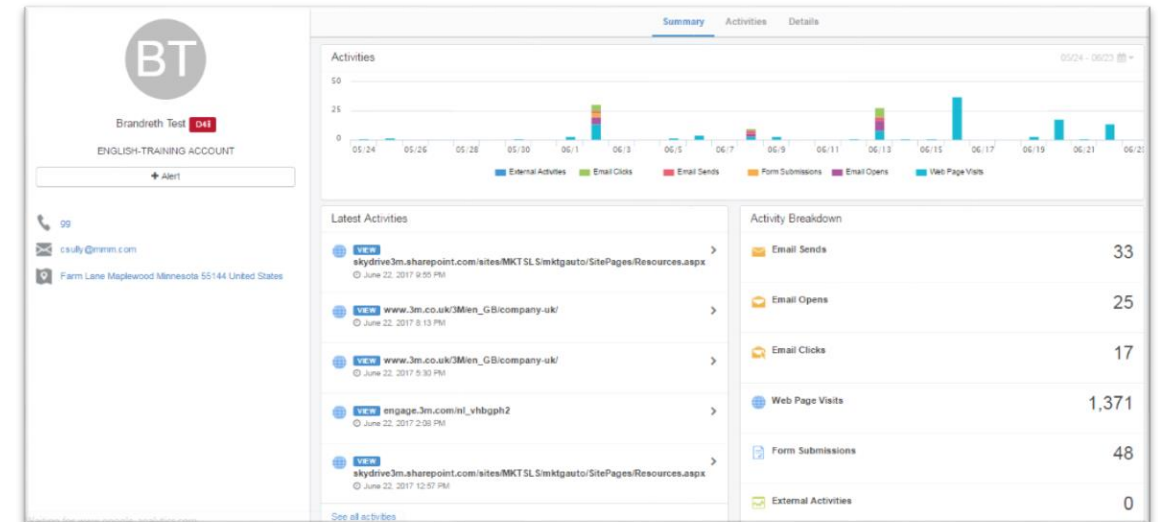 BT
Brandreth Test D4
ENGLISH-TRAINING ACCOUNT
+ Alert
99
csully@mmm.com
Farm Lane Maplewood Minnesota 55144 United States
Summary Activities Details
Activities
05/24 - 06/23
50
25
0
05/24 05/26 05/28 05/30 06/1 06/3 06/5 06/7 06/9 06/11 06/13 06/15 06/17 06/19 06/21 06/23
External Activities Email Clicks Email Sends Form Submissions Email Opens Web Page Visits
Latest Activities
VIEW
skydrive3m.sharepoint.com/sites/MKTSLS/mktgauto/SitePages/Resources.aspx
June 22, 2017 9:55 PM
VIEW www.3m.co.uk/3M/en_GB/company-uk/
June 22, 2017 8:13 PM
VIEW www.3m.co.uk/3M/en_GB/company-uk/
June 22, 2017 5:30 PM
VIEW engage.3m.com/nl_vhbgph2
June 22, 2017 2:08 PM
VIEW
skydrive3m.sharepoint.com/sites/MKTSLS/mktgauto/SitePages/Resources.aspx
June 22, 2017 12:57 PM
See all activities
Activity Breakdown
Email Sends 33
Email Opens 25
Email Clicks 17
Web Page Visits 1,371
Form Submissions 48
External Activities 0